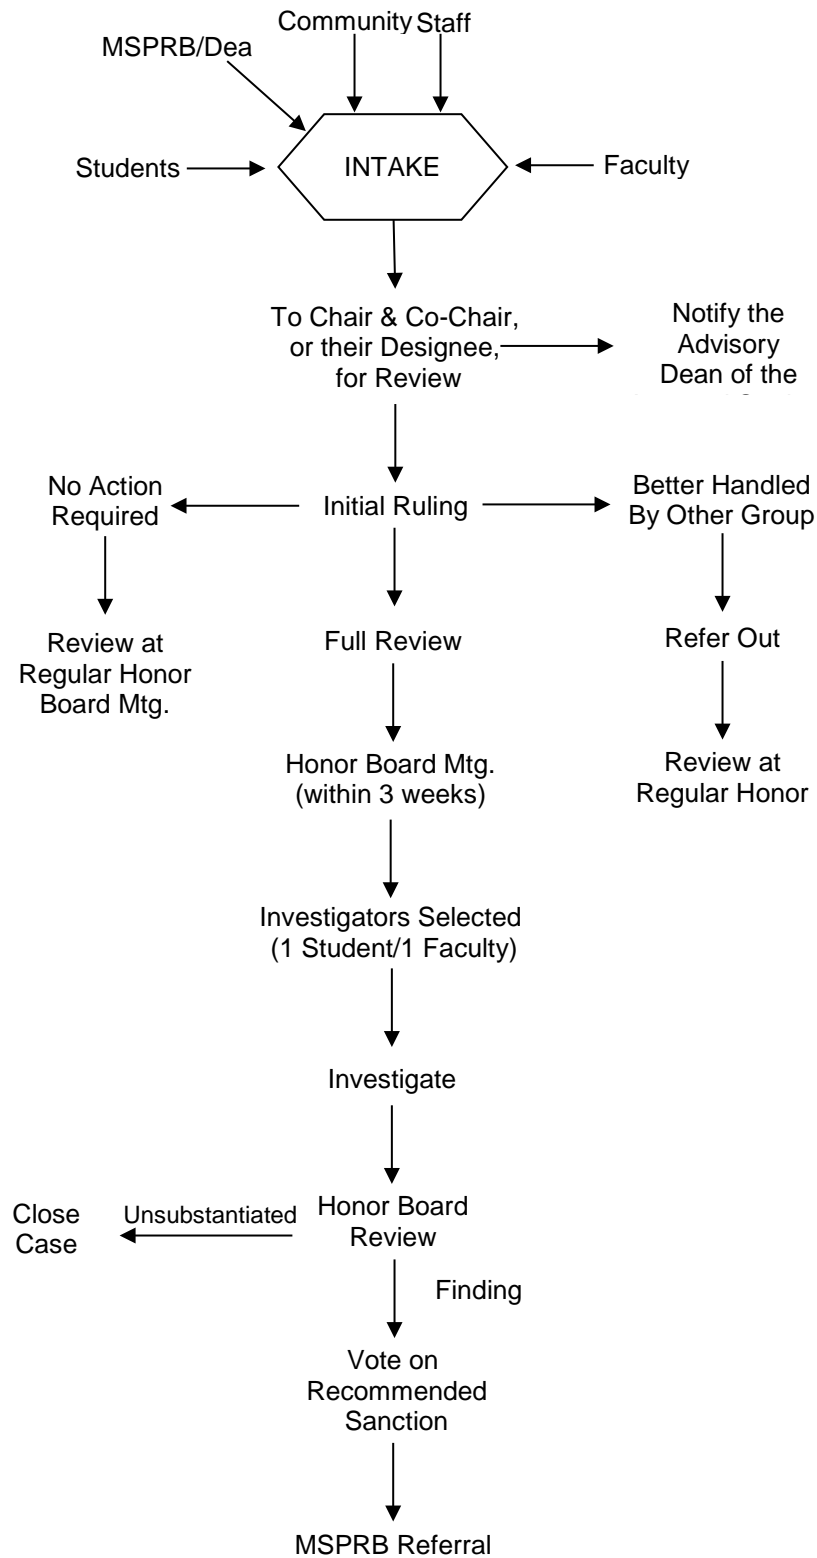 Community
Staff
MSPRB/Dea
Students
INTAKE
Faculty
To Chair & Co-Chair,
or their Designee,
for Review
Notify the
Advisory
Dean of the
No Action
Required
Initial Ruling
Better Handled
By Other Group
Review at
Regular Honor
Board Mtg.
Full Review
Refer Out
Honor Board Mtg.
(within 3 weeks)
Review at
Regular Honor
Investigators Selected
(1 Student/1 Faculty)
Investigate
Close
Case
Unsubstantiated
Honor Board
Review
Finding
Vote on
Recommended
Sanction
MSPRB Referral